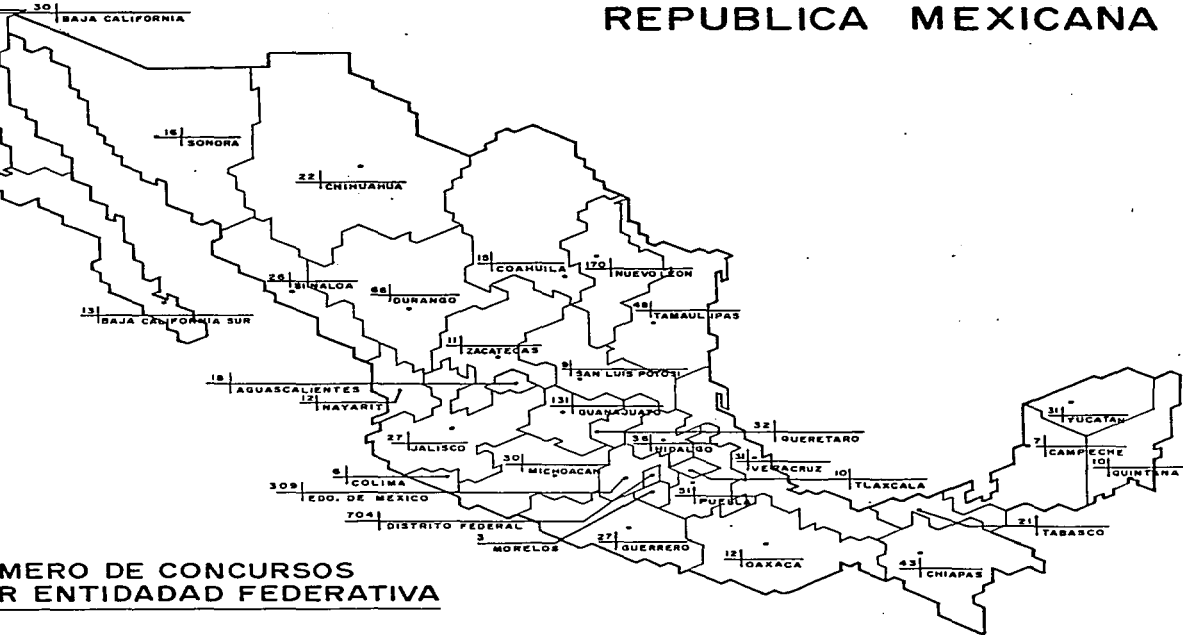 REPUBLICA MEXICANA
30 BAJA CALIFORNIA
16 SONORA
22 CHIHUAHUA
15 COAHUILA
170 NUEVO LEON
26 SINALOA
66 DURANGO
48 TAMAULIPAS
13 BAJA CALIFORNIA SUR
11 ZACATECAS
9 SAN LUIS POTOSI
18 AGUASCALIENTES
12 NAYARIT
131 GUANAJUATO
31 YUCATAN
27 JALISCO
36 HIDALGO
32 QUERETARO
7 CAMPECHE
30 MICHOACAN
31 VERACRUZ
10 QUINTANA
6 COLIMA
10 TLAXCALA
309 EDO. DE MEXICO
51 PUEBLA
704 DISTRITO FEDERAL
21 TABASCO
3 MORELOS
27 GUERRERO
12 OAXACA
43 CHIAPAS
MERO DE CONCURSOS
R ENTIDADAD FEDERATIVA